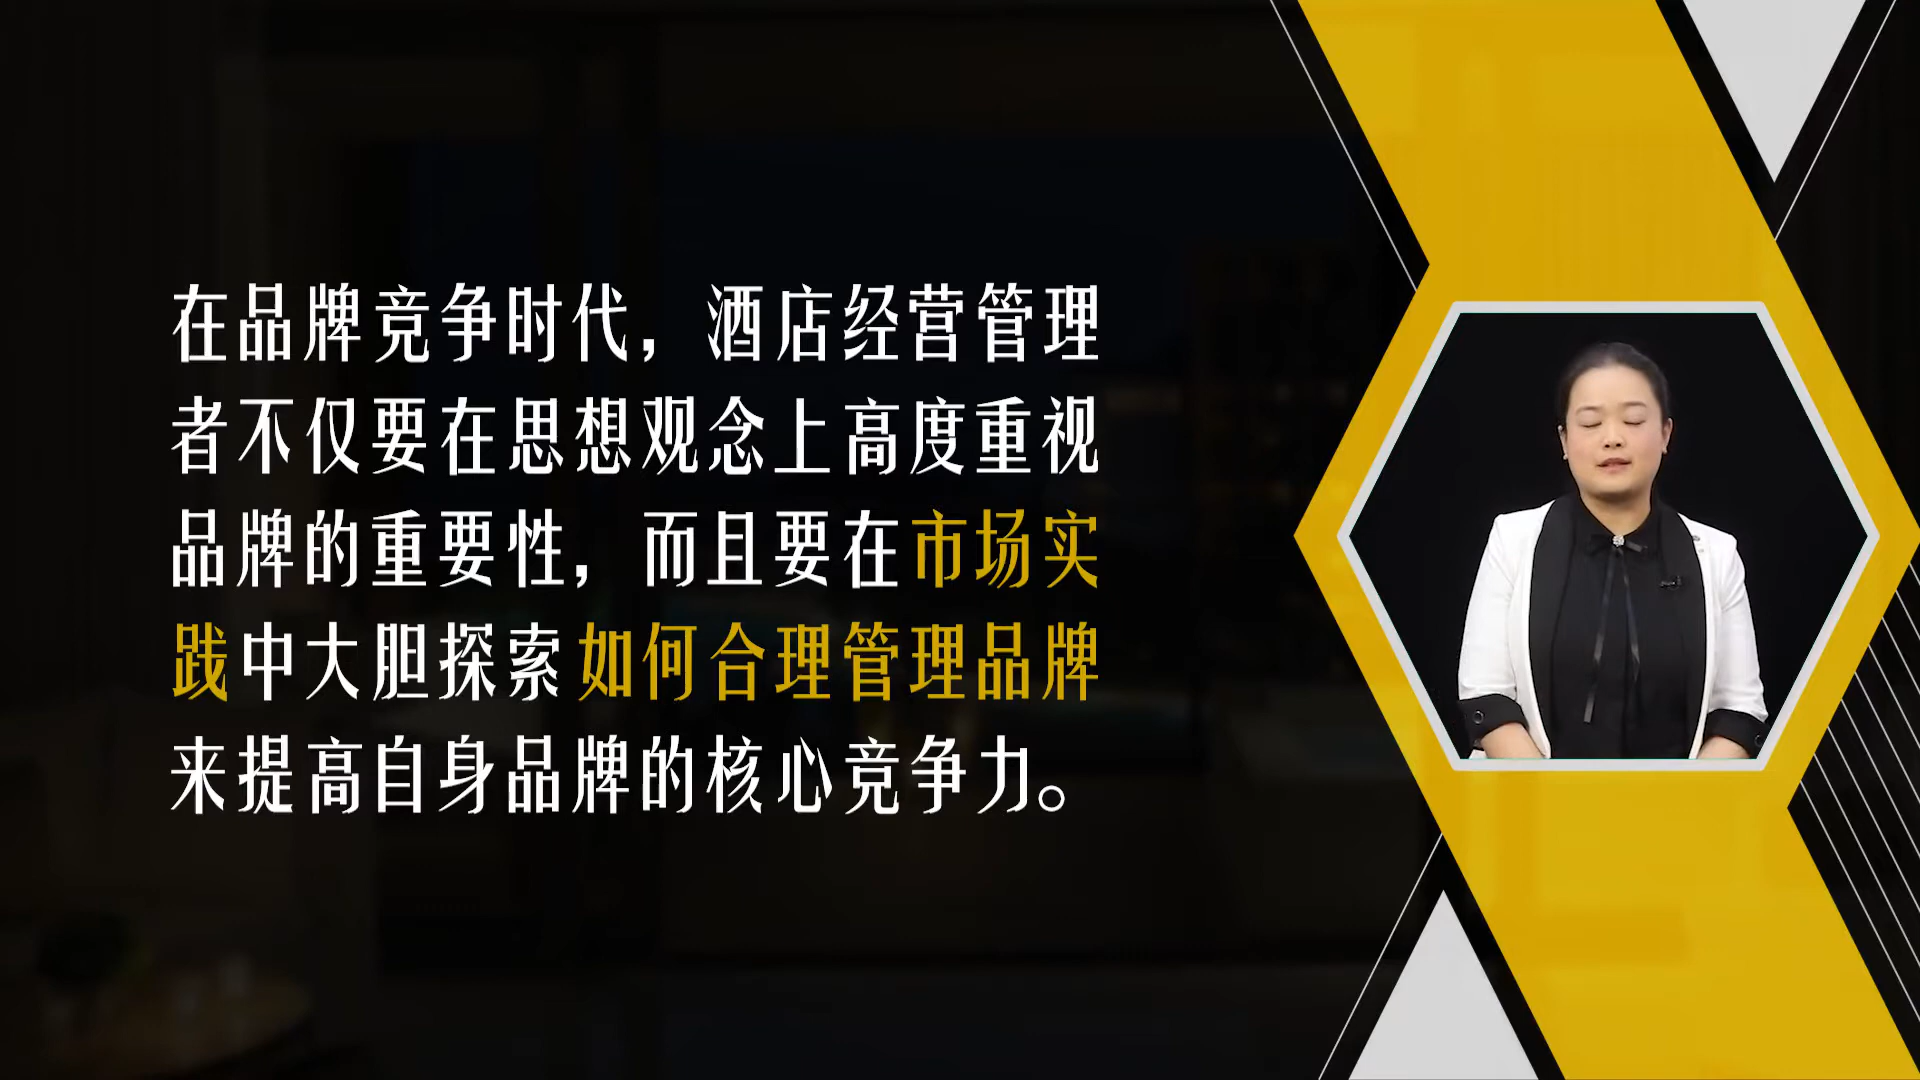 在品牌竞争时代，酒店经营管理
者不仅要在思想观念上高度重视
品牌的重要性，而且要在市场实
践中大胆探索如何合理管理品牌
来提高自身品牌的核心竞争力。